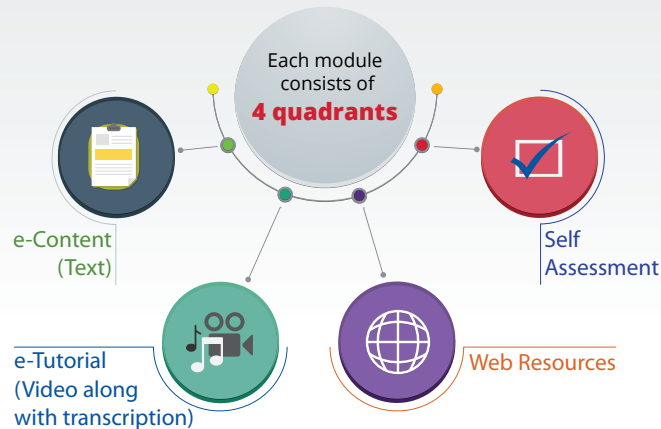 Each module
consists of
4 quadrants
e-Content
(Text)
Self
Assessment
e-Tutorial
(Video along
with transcription)
Web Resources